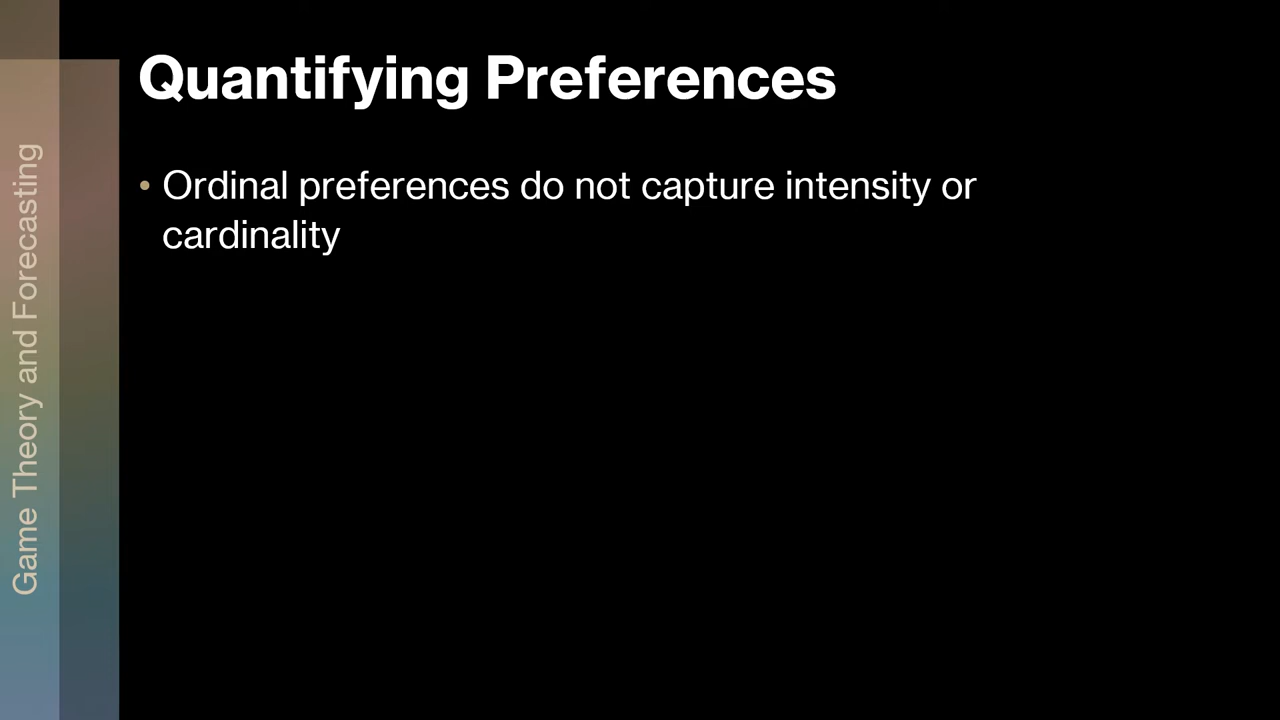 Quantifying Preferences
• Ordinal preferences do not capture intensity or
cardinality
Game Theory and Forecasting